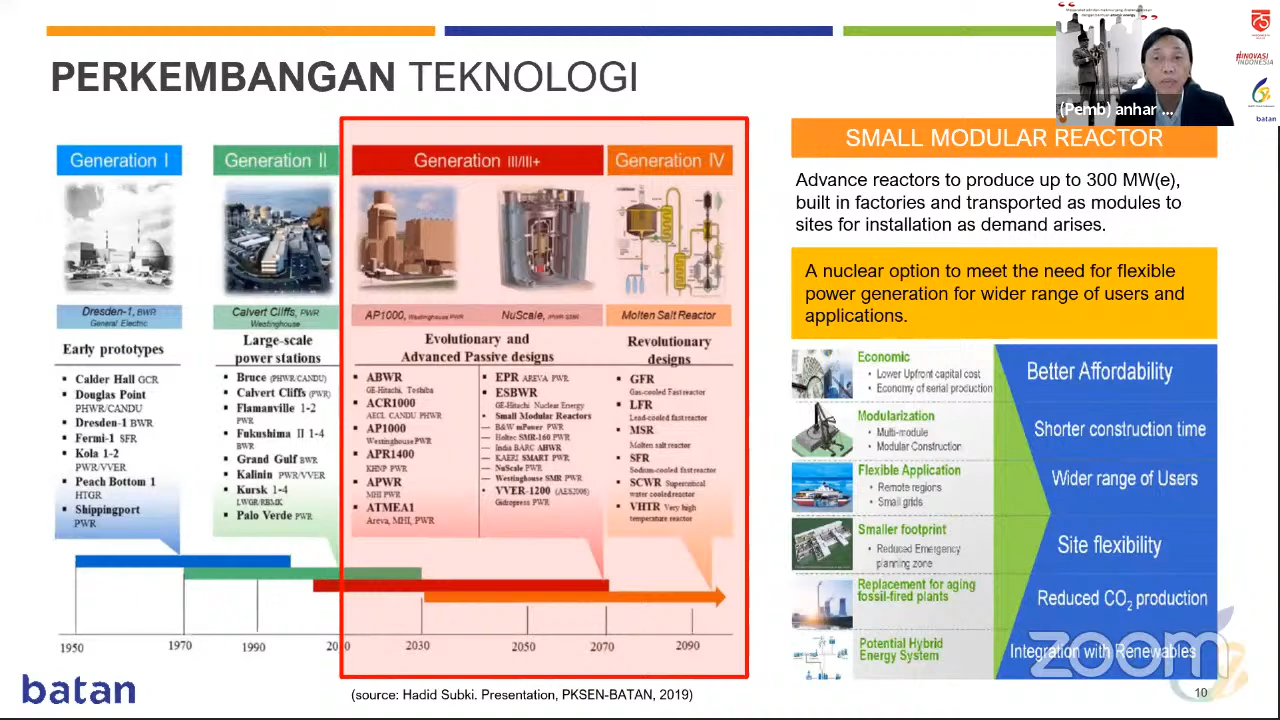 PERKEMBANGAN TEKNOLOGI
(Pemb) anhar ...
#INOVASI
INDONESIA
batan
Generation I
Dresden-1, BWR
General Electric
Early prototypes
Calder Hall GCR
Douglas Point
PHWR/CANDU
Dresden-1 BWR
Fermi-1 SFR
Kola 1-2
PWR/VVER
Peach Bottom 1
HTGR
Shippingport
PWR
Generation II
Calvert Cliffs, PWR
Westinghouse
Large-scale
power stations
Bruce (PHWR/CANDU)
Calvert Cliffs (PWR)
Flamanville 1-2
PWR
Fukushima II 1-4
BWR
Grand Gulf BWR
Kalinin PWR/VVER
Kursk 1-4
LWGR/RBMK
Palo Verde PWR
Generation III/III+
AP1000, Westinghouse PWR
NuScale,
Evolutionary and
Advanced Passive designs
ABWR
GE-Hitachi, Toshiba
ACR1000
AECL CANDU PHWR
AP1000
Westinghouse PWR
APR1400
KHNP PWR
APWR
MHI PWR
ATMEA1
Areva, MHI, PWR
EPR AREVA PWR
ESBWR
GE-Hitachi Nuclear Energy
Small Modular Reactors
— B&W mPower PWR
— Holtec SMR-160 PWR
— India BARC AHWR
— KAERI SMART PWR
— NuScale PWR
— Westinghouse SMR PWR
VVER-1200 (AES2006)
Gidropress PWR
Generation IV
Molten Salt Reactor
Revolutionary
designs
GFR
Gas-cooled Fast reactor
LFR
Lead-cooled fast reactor
MSR
Molten salt reactor
SFR
Sodium-cooled fast reactor
SCWR Supercritical
water cooled reactor
VHTR Very high
temperature reactor
1950
1970
1990
2030
2050
2070
2090
SMALL MODULAR REACTOR
Advance reactors to produce up to 300 MW(e),
built in factories and transported as modules to
sites for installation as demand arises.
A nuclear option to meet the need for flexible
power generation for wider range of users and
applications.
Economic
• Lower Upfront capital cost
• Economy of serial production
Better Affordability
Modularization
• Multi-module
• Modular Construction
Shorter construction time
Flexible Application
• Remote regions
• Small grids
Wider range of Users
Smaller footprint
• Reduced Emergency
planning zone
Site flexibility
Replacement for aging
fossil-fired plants
Reduced CO2 production
Potential Hybrid
Energy System
Integration with Renewables
zoom
batan
(source: Hadid Subki. Presentation, PKSEN-BATAN, 2019)
10